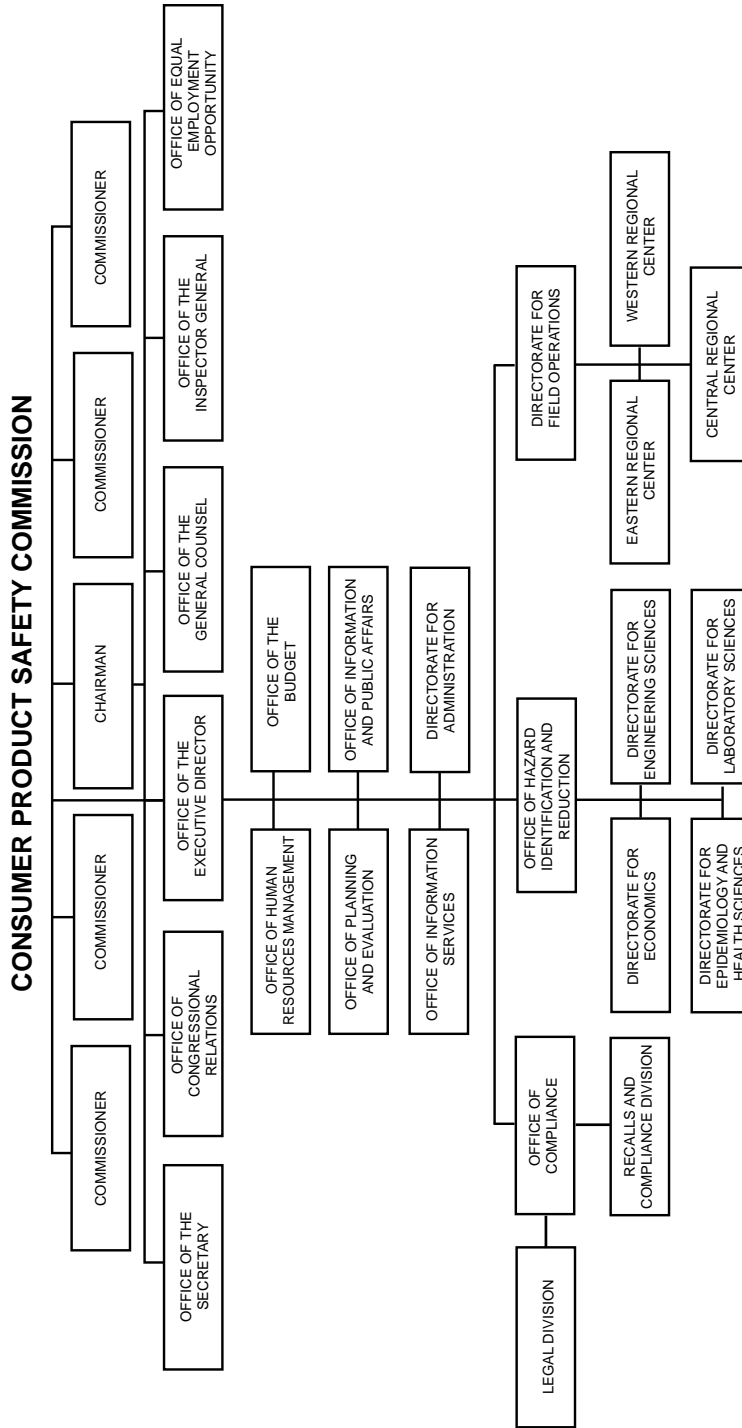 CONSUMER PRODUCT SAFETY COMMISSION
COMMISSIONER
COMMISSIONER
CHAIRMAN
COMMISSIONER
COMMISSIONER
OFFICE OF THE
SECRETARY
OFFICE OF
CONGRESSIONAL
RELATIONS
OFFICE OF THE
EXECUTIVE DIRECTOR
OFFICE OF THE
GENERAL COUNSEL
OFFICE OF THE
INSPECTOR GENERAL
OFFICE OF EQUAL
EMPLOYMENT
OPPORTUNITY
OFFICE OF HUMAN
RESOURCES MANAGEMENT
OFFICE OF THE
BUDGET
OFFICE OF PLANNING
AND EVALUATION
OFFICE OF INFORMATION
AND PUBLIC AFFAIRS
OFFICE OF INFORMATION
SERVICES
DIRECTORATE FOR
ADMINISTRATION
LEGAL DIVISION
OFFICE OF
COMPLIANCE
RECALLS AND
COMPLIANCE DIVISION
OFFICE OF HAZARD
IDENTIFICATION AND
REDUCTION
DIRECTORATE FOR
ECONOMICS
DIRECTORATE FOR
ENGINEERING SCIENCES
DIRECTORATE FOR
EPIDEMIOLOGY AND
HEALTH SCIENCES
DIRECTORATE FOR
LABORATORY SCIENCES
DIRECTORATE FOR
FIELD OPERATIONS
EASTERN REGIONAL
CENTER
WESTERN REGIONAL
CENTER
CENTRAL REGIONAL
CENTER